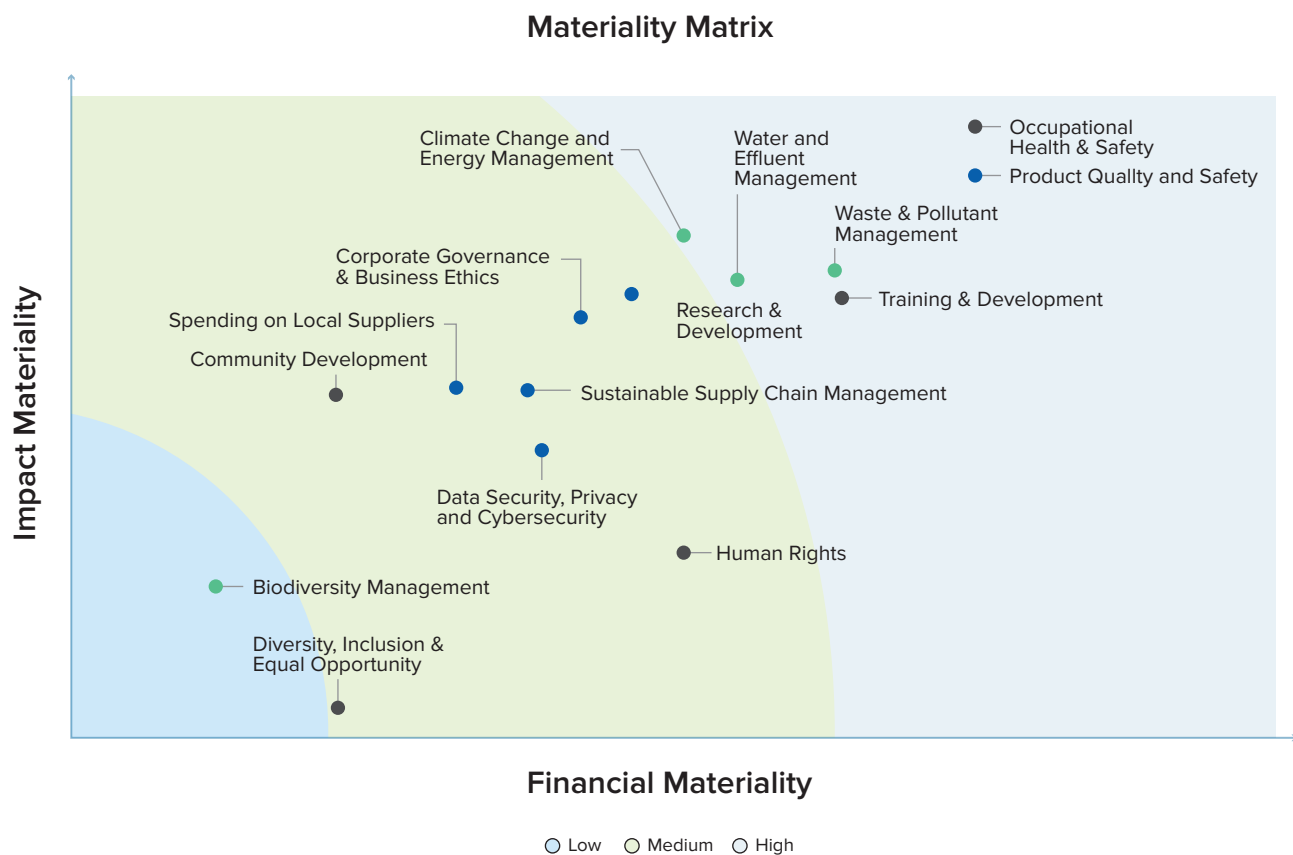 Materiality Matrix
Impact Materiality
Climate Change and
Energy Management
Water and
Effluent
Management
Occupational
Health & Safety
Product Quallty and Safety
Waste & Pollutant
Management
Corporate Governance
& Business Ethics
Research &
Development
Training & Development
Spending on Local Suppliers
Community Development
Sustainable Supply Chain Management
Data Security, Privacy
and Cybersecurity
Human Rights
Biodiversity Management
Diversity, Inclusion &
Equal Opportunity
Financial Materiality
Low
Medium
High